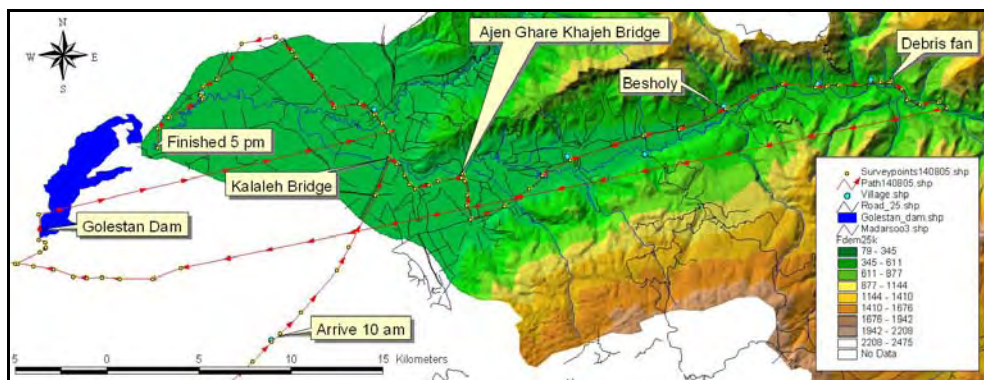 N
W
E
S
Ajen Ghare Khajeh Bridge
Debris fan
Besholy
Finished 5 pm
Kalaleh Bridge
Golestan Dam
Arrive 10 am
5 0 5 10 15 Kilometers
Surveypoints140805.shp
Path140805.shp
Village.shp
Road_25.shp
Golestan_dam.shp
Madarsoo3.shp
Fdem25k
79 - 345
345 - 611
611 - 877
877 - 1144
1144 - 1410
1410 - 1676
1676 - 1942
1942 - 2208
2208 - 2475
No Data